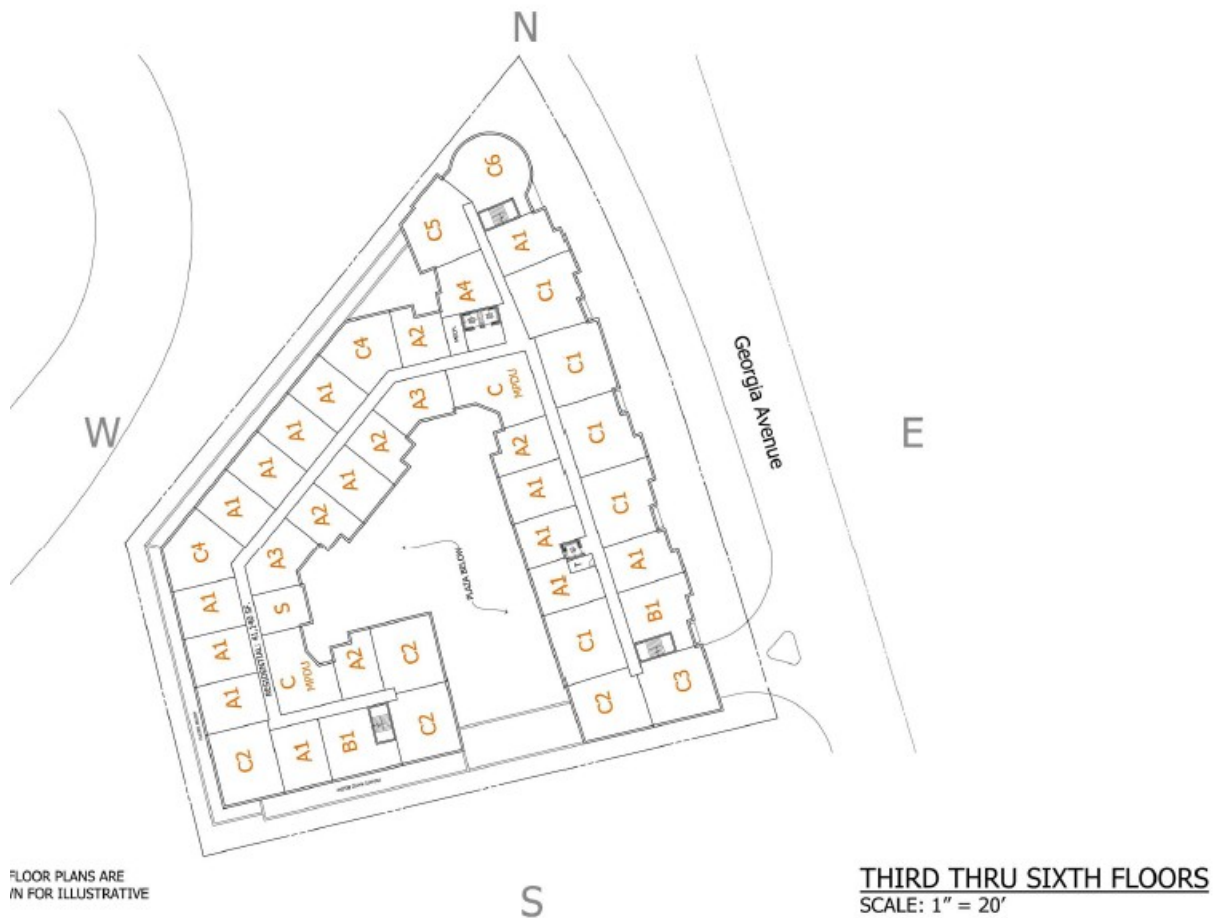 N
C6
C5
A1
A4
C1
A2
C4
C1
A3
C
MPDU
A1
A2
C1
A1
A2
A1
A1
C1
A1
A2
A1
C4
A3
A1
A1
A1
S
A1
B1
C1
A1
A2
C2
C
MPDU
C3
A1
C2
C2
A1
B1
C2
PLAZA BELOW
Georgia Avenue
W
E
S
FLOOR PLANS ARE
N FOR ILLUSTRATIVE
THIRD THRU SIXTH FLOORS
SCALE: 1" = 20'